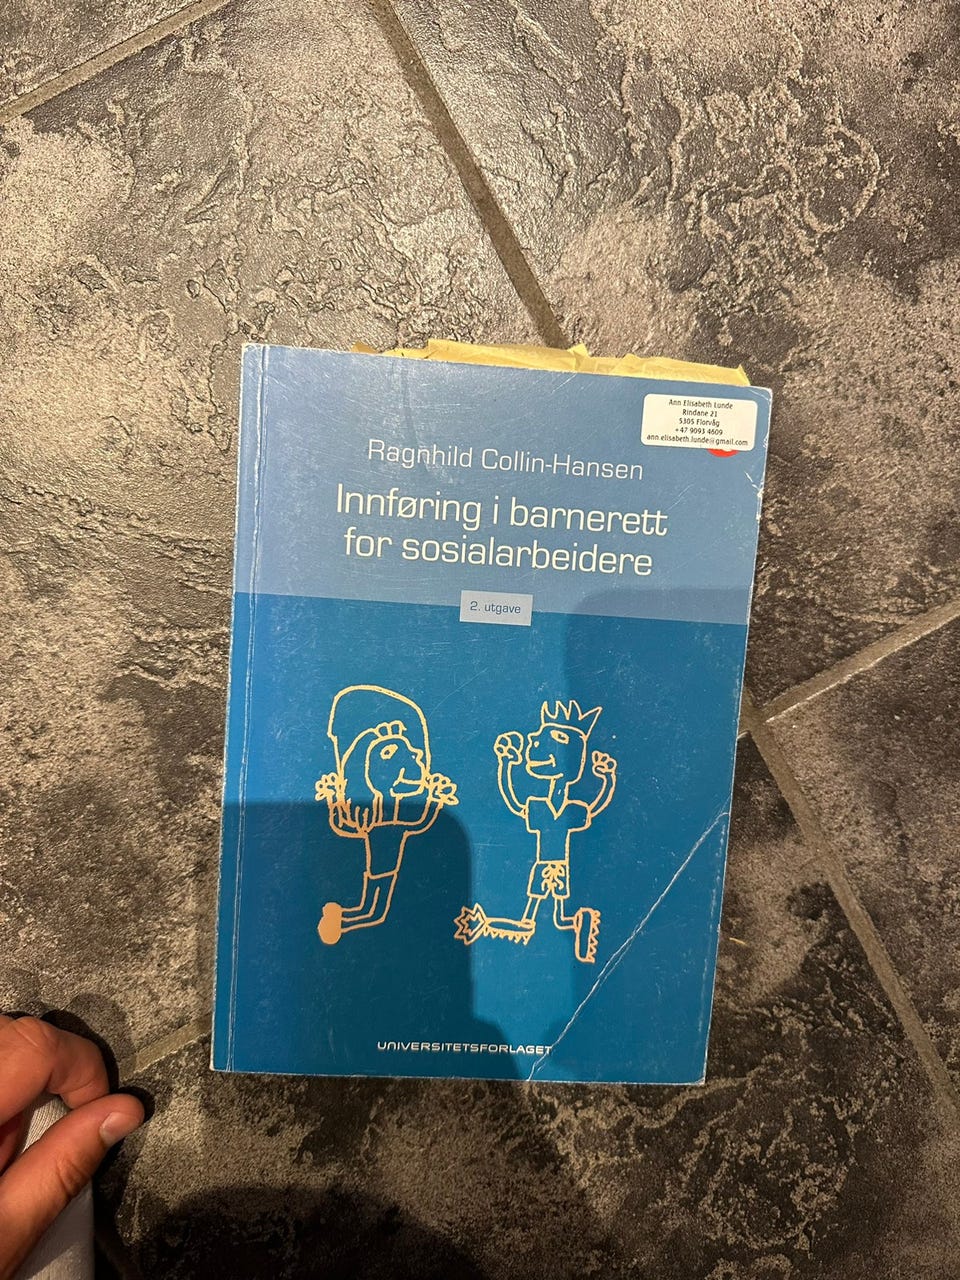 Ann Elisabeth Lunde
Rindane 21
5305 Florvåg
+47 9093 4609
ann.elisabeth.lunde@gmail.com
Ragnhild Collin-Hansen
Innføring i barnerett
for sosialarbeidere
2. utgave
UNIVERSITETSFORLAGET